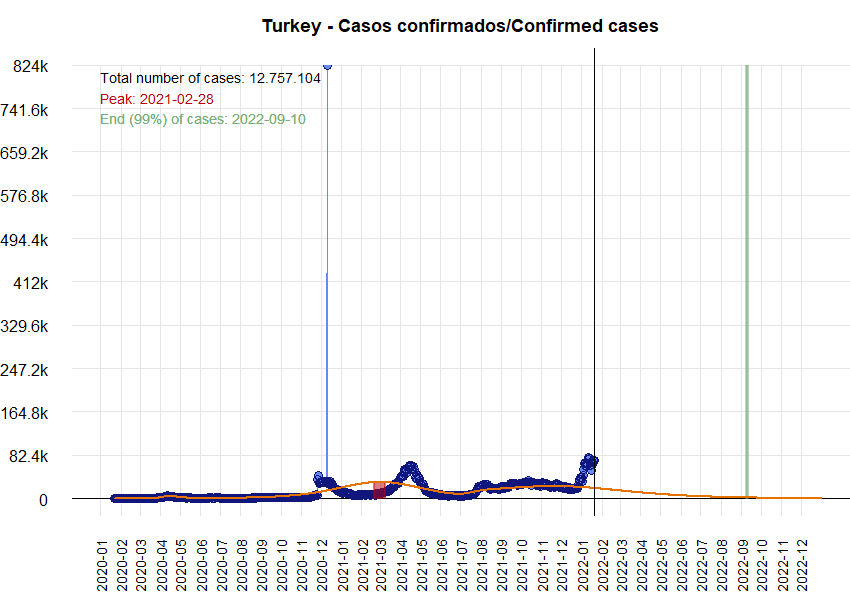 Turkey - Casos confirmados/Confirmed cases
824k
Total number of cases: 12.757.104
Peak: 2021-02-28
End (99%) of cases: 2022-09-10
741.6k
659.2k
576.8k
494.4k
412k
329.6k
247.2k
164.8k
82.4k
0
2020-01
2020-02
2020-03
2020-04
2020-05
2020-06
2020-07
2020-08
2020-09
2020-10
2020-11
2020-12
2021-01
2021-02
2021-03
2021-04
2021-05
2021-06
2021-07
2021-08
2021-09
2021-10
2021-11
2021-12
2022-01
2022-02
2022-03
2022-04
2022-05
2022-06
2022-07
2022-08
2022-09
2022-10
2022-11
2022-12